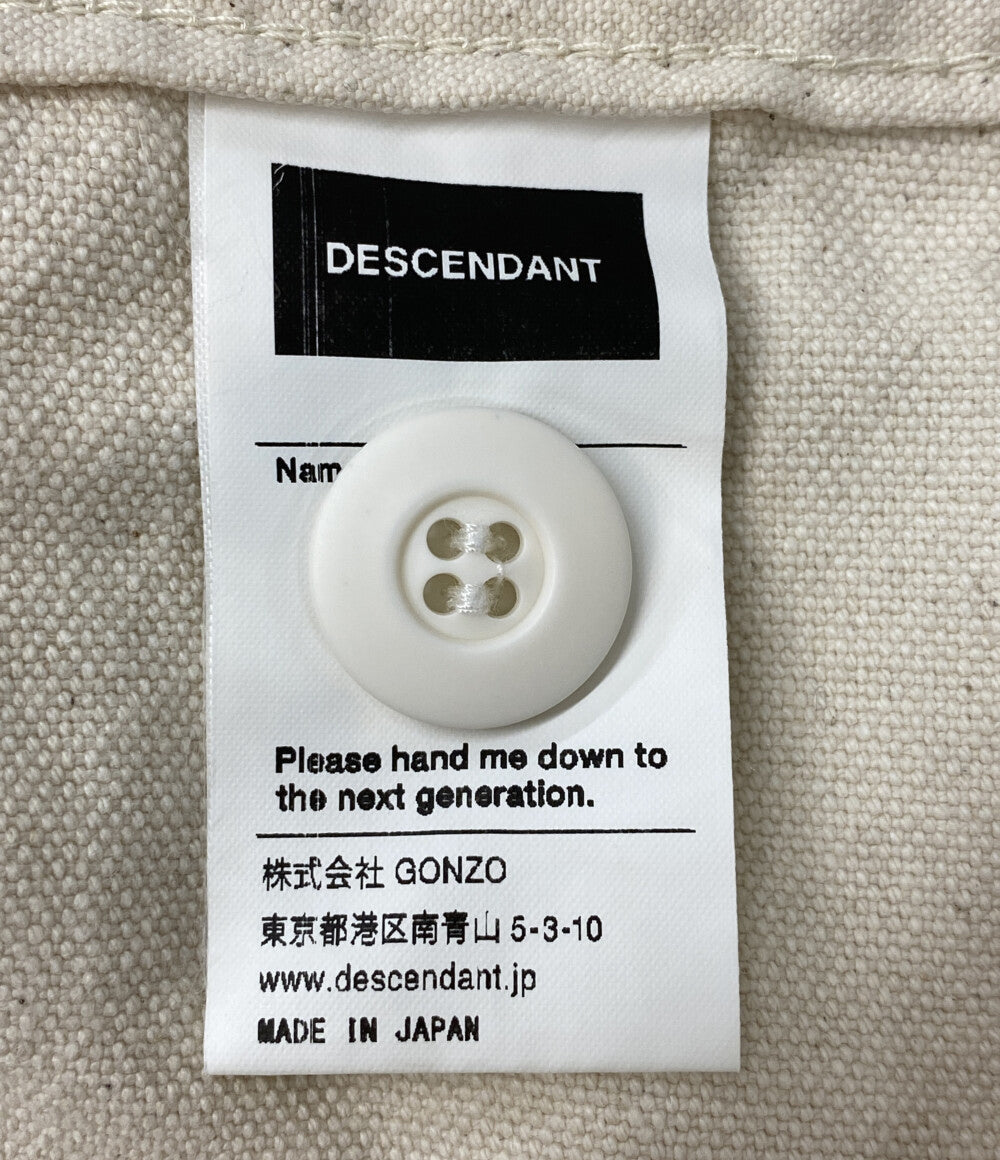 DESCENDANT
Nam
Please hand me down to
the next generation.
株式会社 GONZO
東京都港区南青山 5-3-10
www.descendant.jp
MADE IN JAPAN